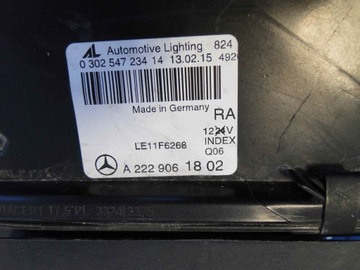 AL Automotive Lighting 824
0 302 547 234 14 13.02.15 492
Made in Germany
RA
LE11F6268
INDEX
Q06
A 222 906 18 02